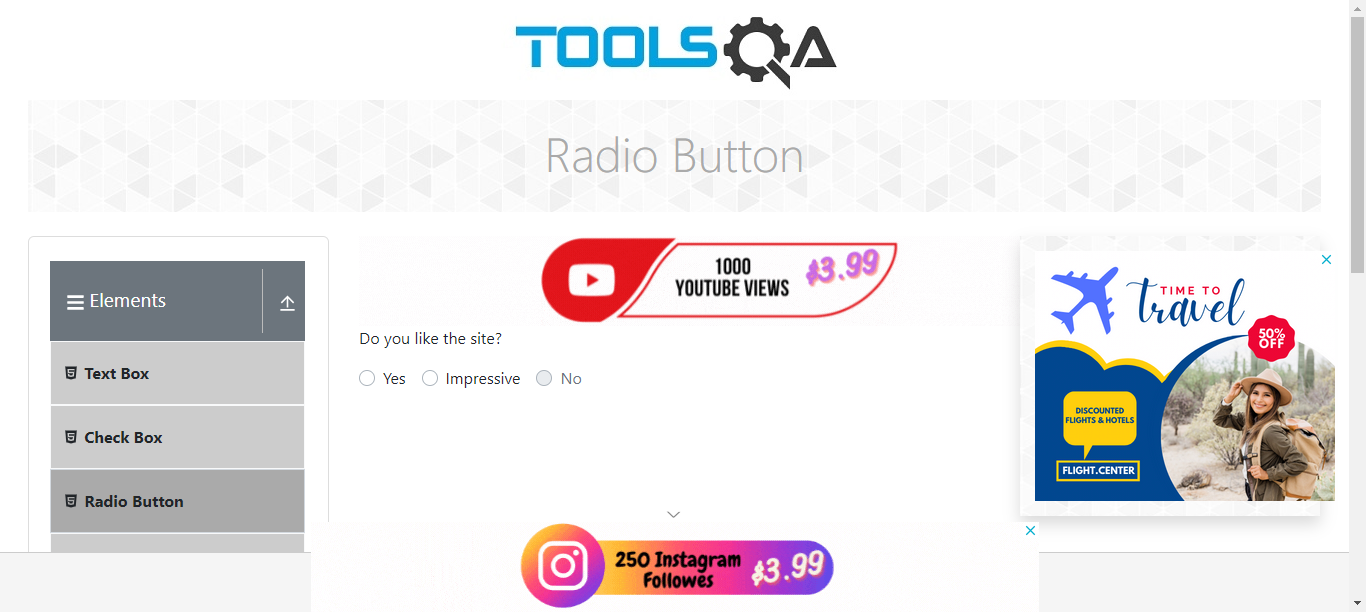 TOOLSQA
Radio Button
Elements
Text Box
Check Box
Radio Button
1000
YOUTUBE VIEWS
$3.99
Do you like the site?
Yes
Impressive
No
TIME TO
travel
50%
OFF
DISCOUNTED
FLIGHTS & HOTELS
FLIGHT.CENTER
250 Instagram
Followes
$3.99